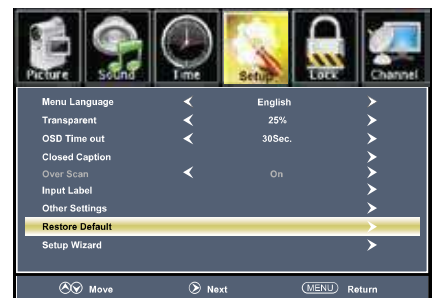 Picture Sound Time Setup Lock Channel
Menu Language English
Transparent 25%
OSD Time out 30Sec.
Closed Caption
Over Scan On
Input Label
Other Settings
Restore Default
Setup Wizard
Move Next MENU Return